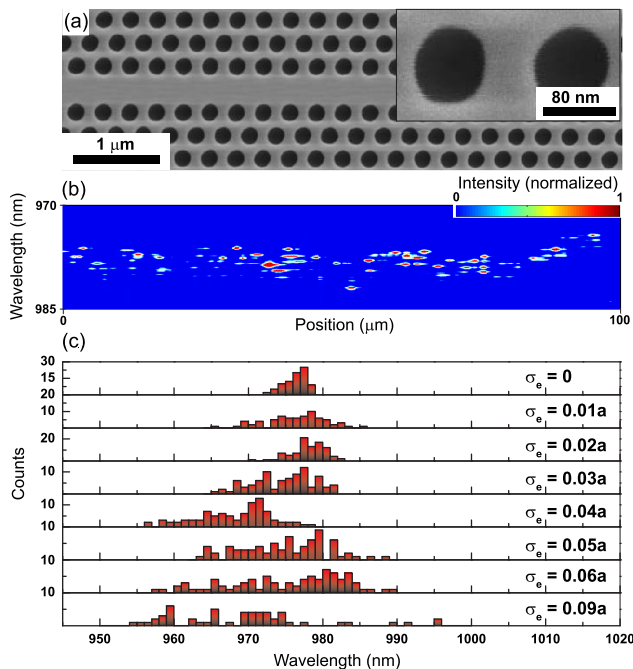 (a)
1 μm
80 nm
(b)
Intensity (normalized)
0 1
Wavelength (nm)
970
985
0 100
Position (μm)
(c)
Counts
30
15
20
σe = 0
10
σe = 0.01a
20
σe = 0.02a
10
σe = 0.03a
10
σe = 0.04a
10
σe = 0.05a
10
σe = 0.06a
10
σe = 0.09a
950 960 970 980 990 1000 1010 1020
Wavelength (nm)